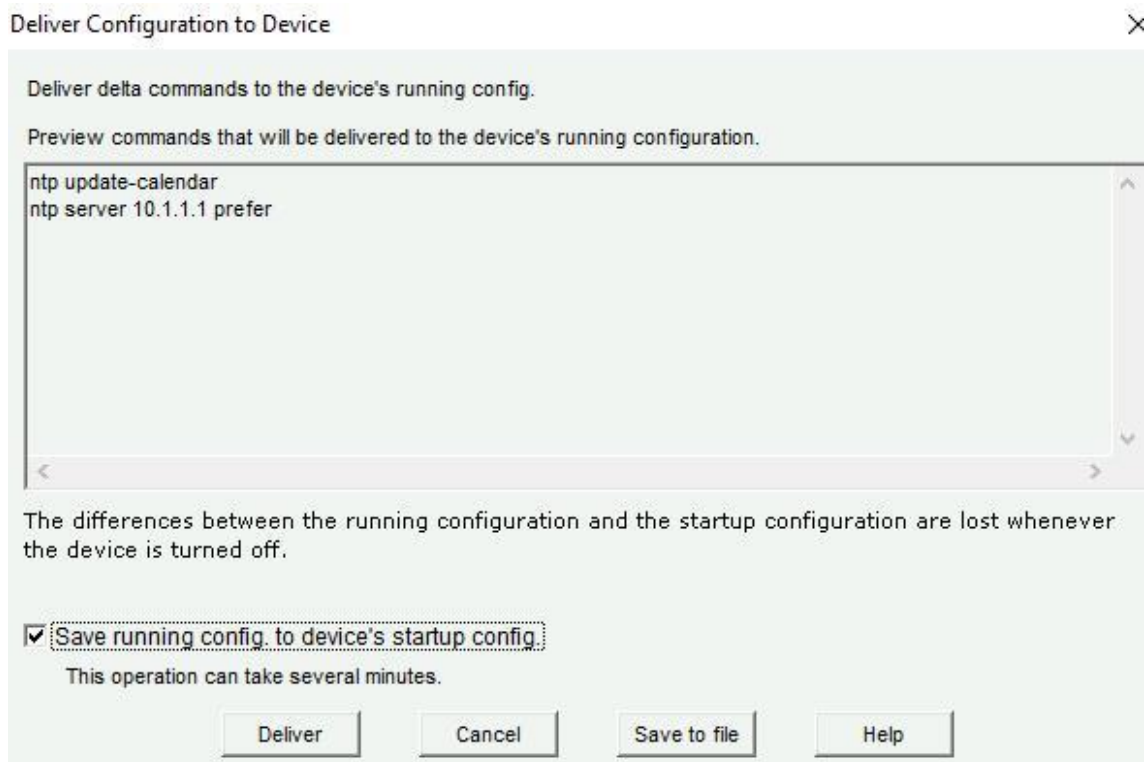 Deliver Configuration to Device
Deliver delta commands to the device's running config.
Preview commands that will be delivered to the device's running configuration.
ntp update-calendar
ntp server 10.1.1.1 prefer
The differences between the running configuration and the startup configuration are lost whenever
the device is turned off.
Save running config. to device's startup config.
This operation can take several minutes.
Deliver
Cancel
Save to file
Help